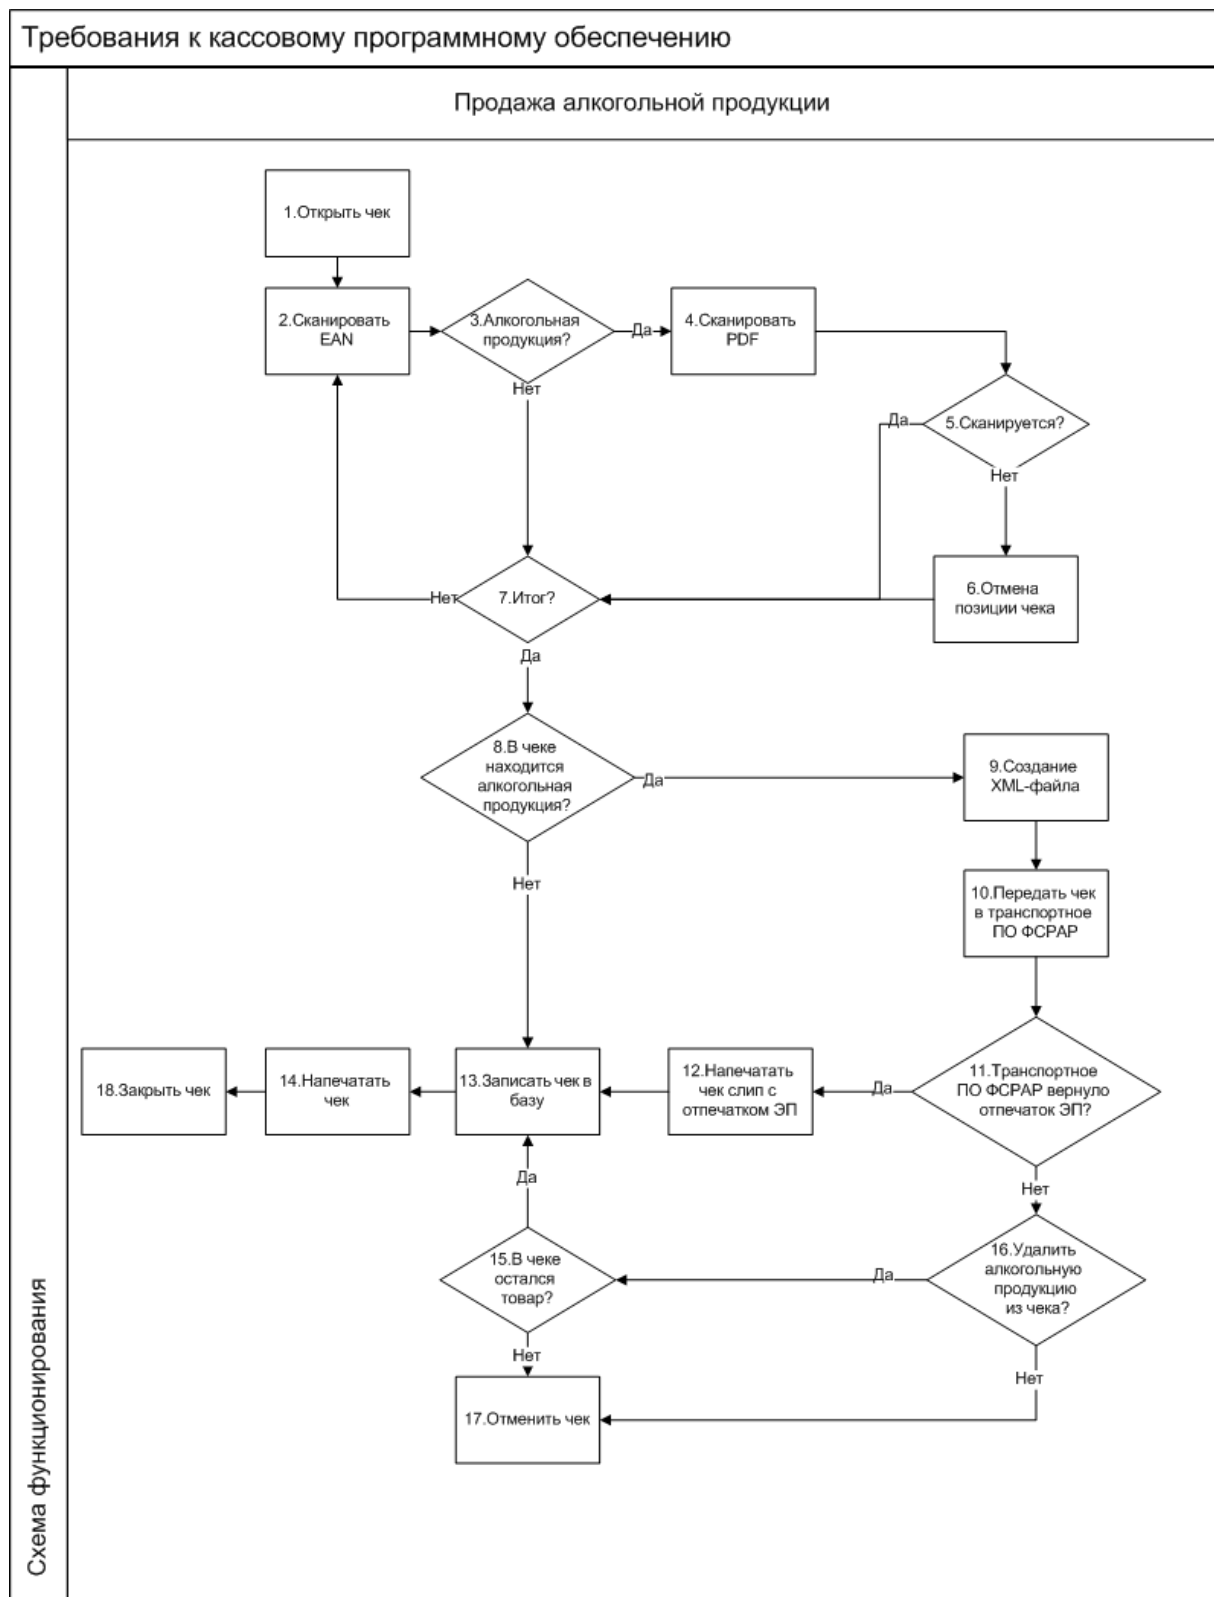 Требования к кассовому программному обеспечению
Продажа алкогольной продукции
Схема функционирования
1.Открыть чек
2.Сканировать
EAN
3.Алкогольная
продукция?
Да
4.Сканировать
PDF
Нет
Да
5.Сканируется?
Нет
6.Отмена
позиции чека
Нет
7.Итог?
Да
8.В чеке
находится
алкогольная
продукция?
Да
9.Создание
XML-файла
Нет
10.Передать чек
в транспортное
ПО ФСРАР
18.Закрыть чек
14.Напечатать
чек
13.Записать чек в
базу
12.Напечатать
чек слип с
отпечатком ЭП
Да
11.Транспортное
ПО ФСРАР вернуло
отпечаток ЭП?
Да
Нет
15.В чеке
остался
товар?
Да
16.Удалить
алкогольную
продукцию
из чека?
Нет
Нет
17.Отменить чек